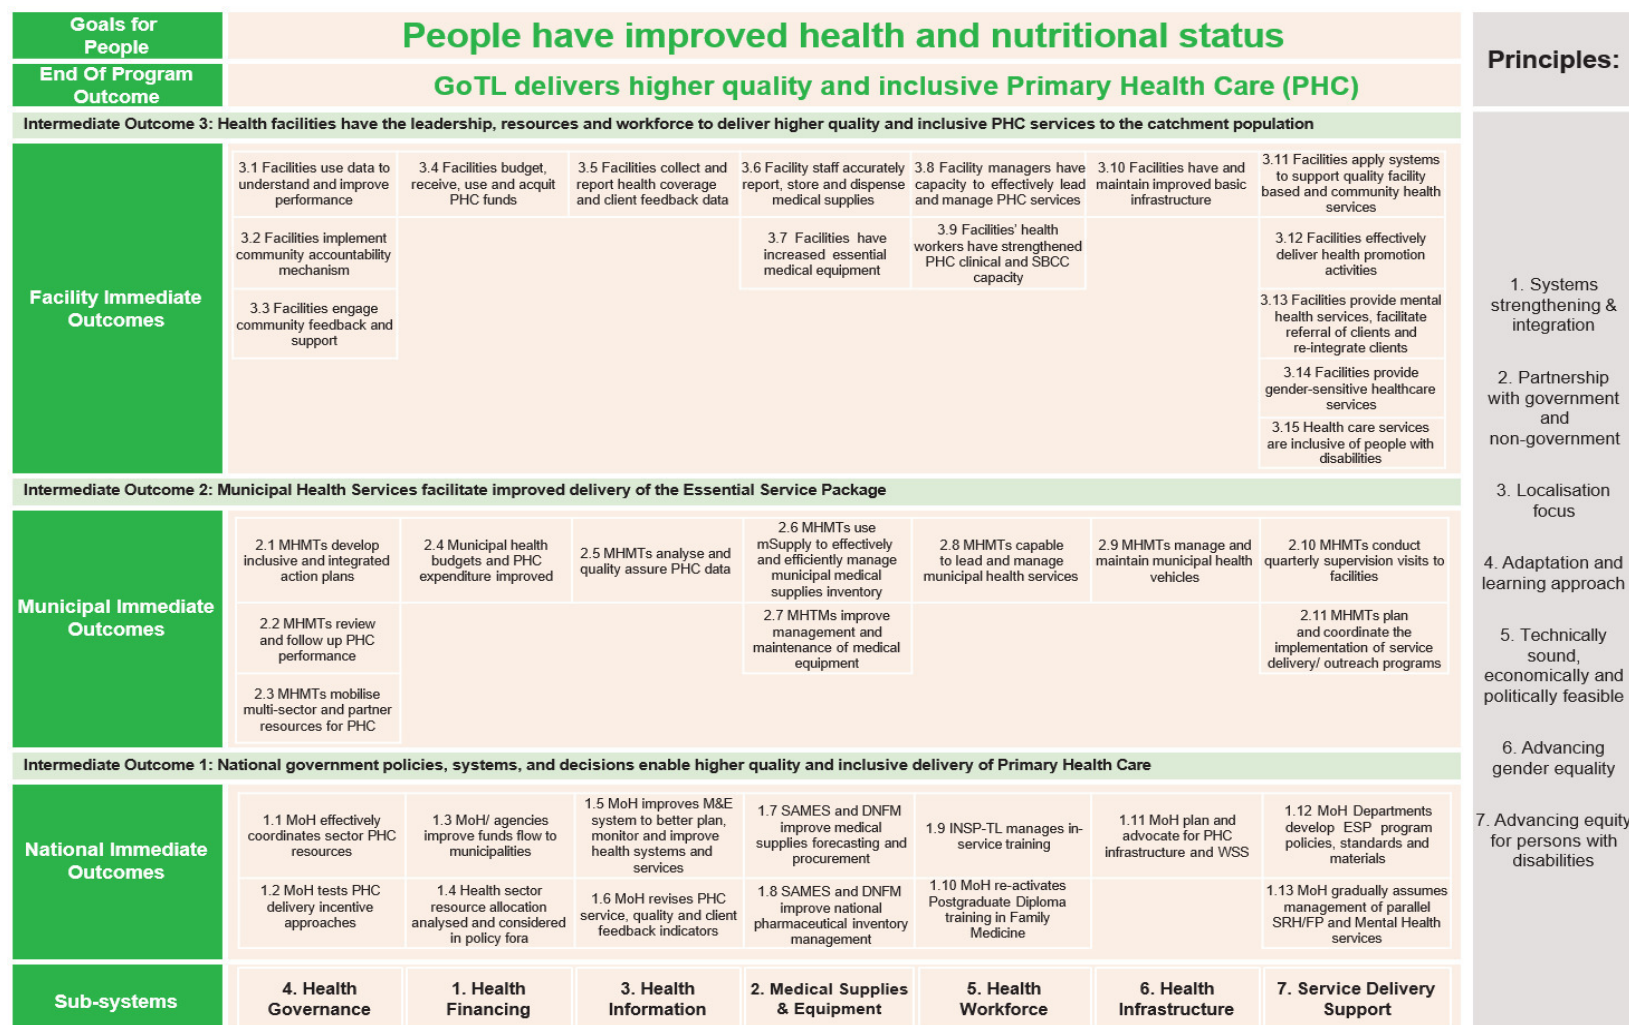 Goals for
People
People have improved health and nutritional status
End Of Program
Outcome
GoTL delivers higher quality and inclusive Primary Health Care (PHC)
Intermediate Outcome 3: Health facilities have the leadership, resources and workforce to deliver higher quality and inclusive PHC services to the catchment population
Facility Immediate
Outcomes
3.1 Facilities use data to
understand and improve
performance
3.4 Facilities budget,
receive, use and acquit
PHC funds
3.5 Facilities collect and
report health coverage
and client feedback data
3.6 Facility staff accurately
report, store and dispense
medical supplies
3.8 Facility managers have
capacity to effectively lead
and manage PHC services
3.10 Facilities have and
maintain improved basic
infrastructure
3.11 Facilities apply systems
to support quality facility
based and community health
services
3.2 Facilities implement
community accountability
mechanism
3.7 Facilities have
increased essential
medical equipment
3.9 Facilities' health
workers have strengthened
PHC clinical and SBCC
capacity
3.12 Facilities effectively
deliver health promotion
activities
3.3 Facilities engage
community feedback and
support
3.13 Facilities provide mental
health services, facilitate
referral of clients and
re-integrate clients
3.14 Facilities provide
gender-sensitive healthcare
services
3.15 Health care services
are inclusive of people with
disabilities
Intermediate Outcome 2: Municipal Health Services facilitate improved delivery of the Essential Service Package
Municipal Immediate
Outcomes
2.1 MHMTs develop
inclusive and integrated
action plans
2.4 Municipal health
budgets and PHC
expenditure improved
2.5 MHMTs analyse and
quality assure PHC data
2.6 MHMTs use
mSupply to effectively
and efficiently manage
municipal medical
supplies inventory
2.8 MHMTs capable
to lead and manage
municipal health services
2.9 MHMTs manage and
maintain municipal health
vehicles
2.10 MHMTs conduct
quarterly supervision visits to
facilities
2.2 MHMTs review
and follow up PHC
performance
2.7 MHTMs improve
management and
maintenance of medical
equipment
2.11 MHMTs plan
and coordinate the
implementation of service
delivery/ outreach programs
2.3 MHMTs mobilise
multi-sector and partner
resources for PHC
Intermediate Outcome 1: National government policies, systems, and decisions enable higher quality and inclusive delivery of Primary Health Care
National Immediate
Outcomes
1.1 MoH effectively
coordinates sector PHC
resources
1.3 MoH/ agencies
improve funds flow to
municipalities
1.5 MoH improves M&E
system to better plan,
monitor and improve
health systems and
services
1.7 SAMES and DNFM
improve medical
supplies forecasting and
procurement
1.9 INSP-TL manages in-
service training
1.11 MoH plan and
advocate for PHC
infrastructure and WSS
1.12 MoH Departments
develop ESP program
policies, standards and
materials
1.2 MoH tests PHC
delivery incentive
approaches
1.4 Health sector
resource allocation
analysed and considered
in policy fora
1.6 MoH revises PHC
service, quality and client
feedback indicators
1.8 SAMES and DNFM
improve national
pharmaceutical inventory
management
1.10 MoH re-activates
Postgraduate Diploma
training in Family
Medicine
1.13 MoH gradually assumes
management of parallel
SRH/FP and Mental Health
services
Sub-systems
4. Health
Governance
1. Health
Financing
3. Health
Information
2. Medical Supplies
& Equipment
5. Health
Workforce
6. Health
Infrastructure
7. Service Delivery
Support
Principles:
1. Systems
strengthening &
integration
2. Partnership
with government
and
non-government
3. Localisation
focus
4. Adaptation and
learning approach
5. Technically
sound,
economically and
politically feasible
6. Advancing
gender equality
7. Advancing equity
for persons with
disabilities